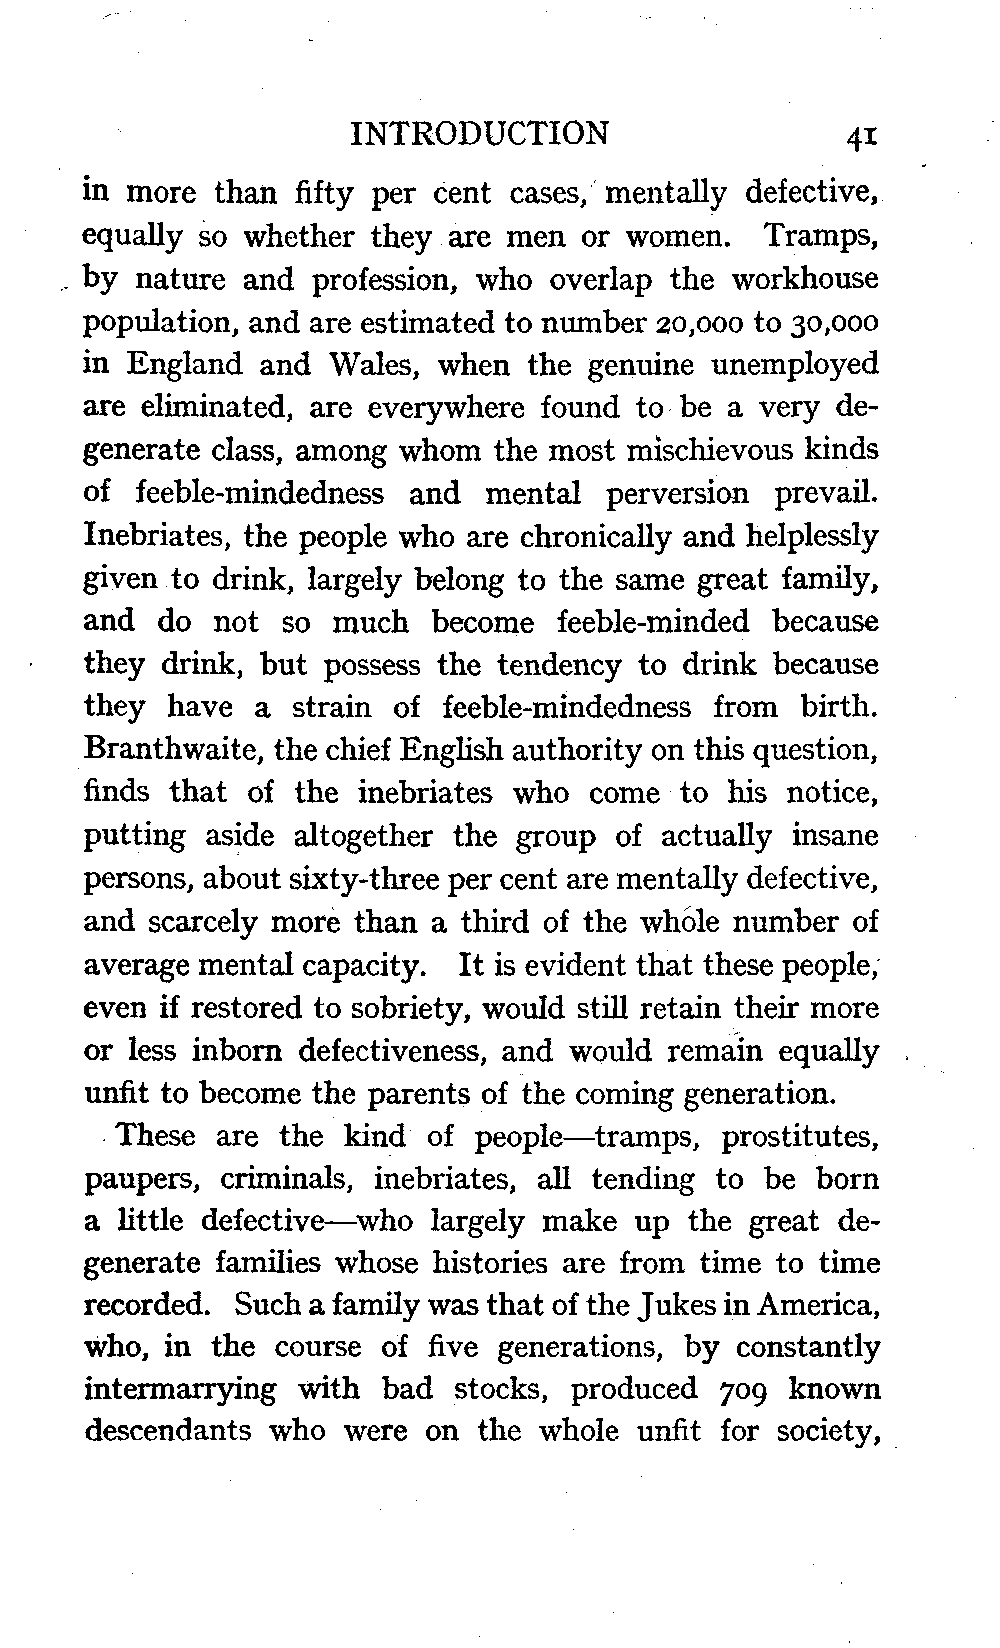 INTRODUCTION 41
in more than fifty per cent cases, mentally defective,
equally so whether they are men or women. Tramps,
by nature and profession, who overlap the workhouse
population, and are estimated to number 20,000 to 30,000
in England and Wales, when the genuine unemployed
are eliminated, are everywhere found to be a very de-
generate class, among whom the most mischievous kinds
of feeble-mindedness and mental perversion prevail.
Inebriates, the people who are chronically and helplessly
given to drink, largely belong to the same great family,
and do not so much become feeble-minded because
they drink, but possess the tendency to drink because
they have a strain of feeble-mindedness from birth.
Branthwaite, the chief English authority on this question,
finds that of the inebriates who come to his notice,
putting aside altogether the group of actually insane
persons, about sixty-three per cent are mentally defective,
and scarcely more than a third of the whole number of
average mental capacity. It is evident that these people,
even if restored to sobriety, would still retain their more
or less inborn defectiveness, and would remain equally
unfit to become the parents of the coming generation.
These are the kind of people—tramps, prostitutes,
paupers, criminals, inebriates, all tending to be born
a little defective—who largely make up the great de-
generate families whose histories are from time to time
recorded. Such a family was that of the Jukes in America,
who, in the course of five generations, by constantly
intermarrying with bad stocks, produced 709 known
descendants who were on the whole unfit for society,